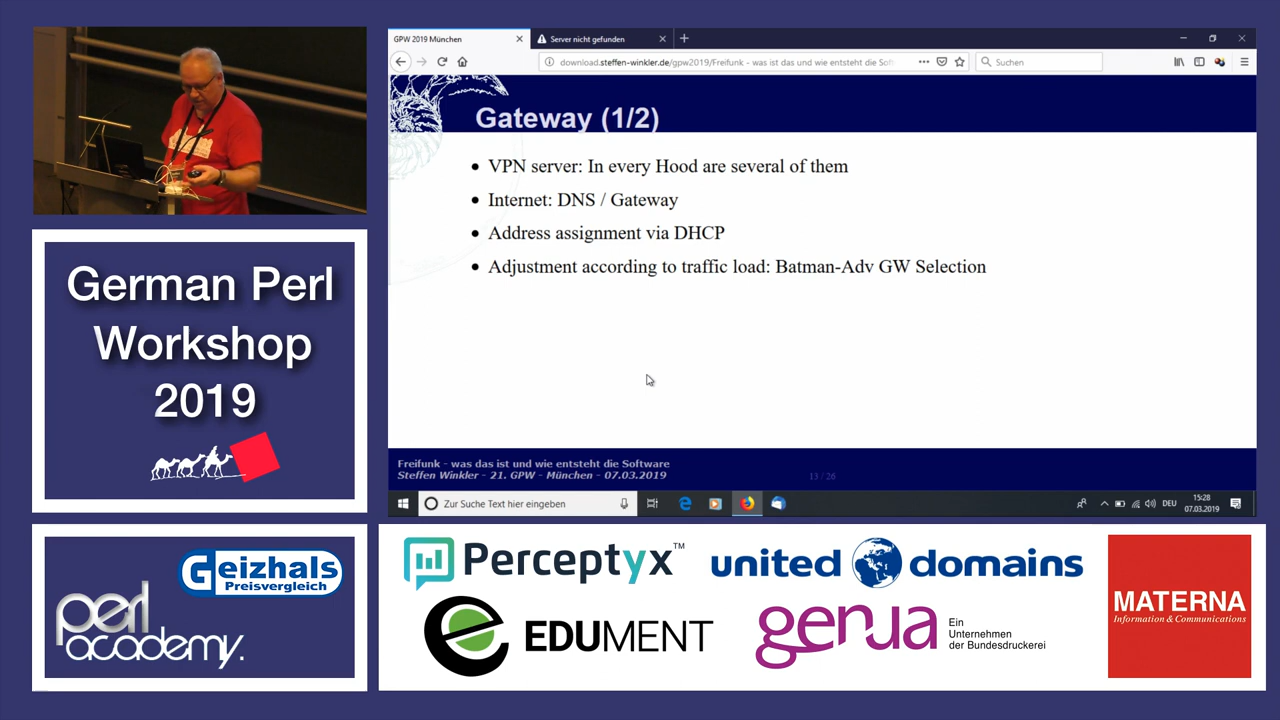 GPW 2019 München
Server nicht gefunden
download.steffen-winkler.de/gpw2019/Freifunk - was das ist und wie entsteht die Sof
Suchen
Gateway (1/2)
VPN server: In every Hood are several of them
Internet: DNS / Gateway
Address assignment via DHCP
Adjustment according to traffic load: Batman-Adv GW Selection
Freifunk - was das ist und wie entsteht die Software
Steffen Winkler - 21. GPW - München - 07.03.2019
13 / 26
Zur Suche Text hier eingeben
DEU
15:28
07.03.2019
German Perl
Workshop
2019
Geizhals
Preisvergleich
perl
academy.
Perceptyx™
united domains
MATERNA
Information & Communications
EDUMENT
genua
Ein
Unternehmen
der Bundesdruckerei